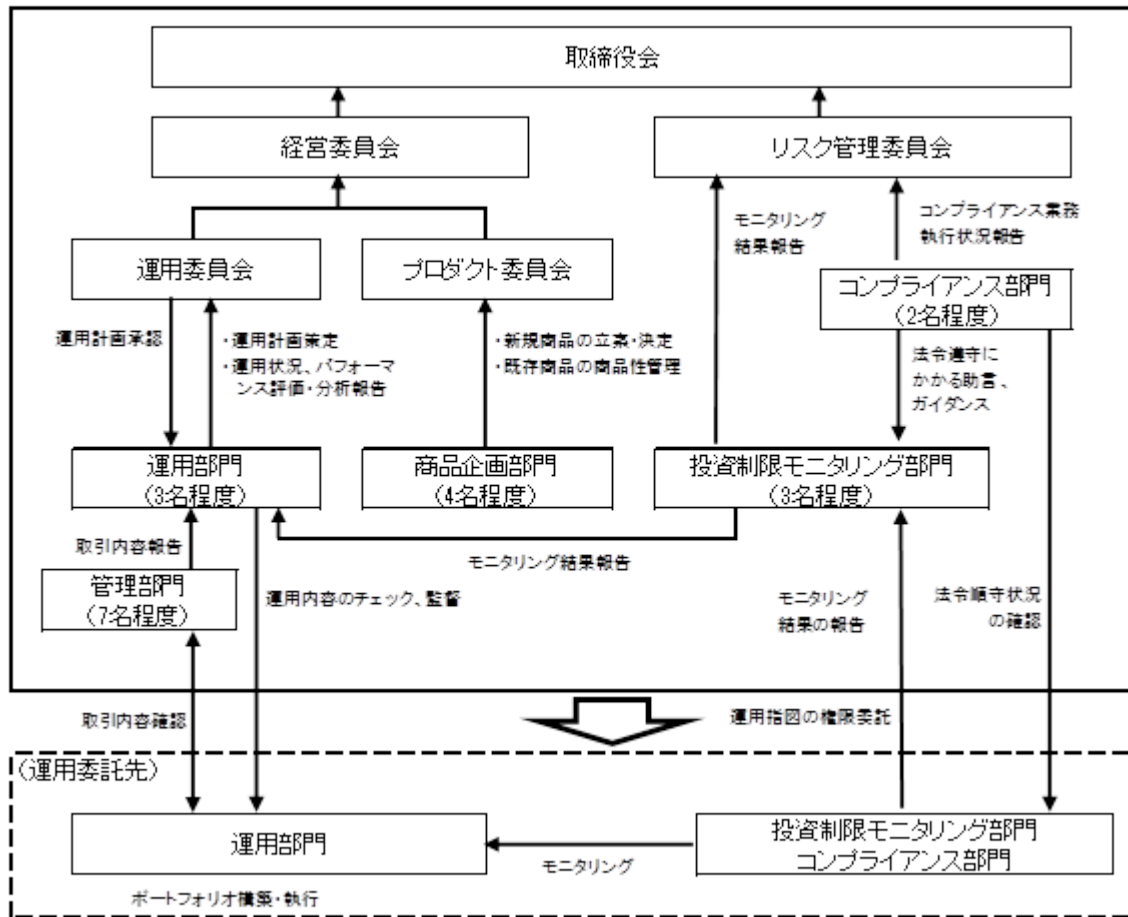 取締役会
経営委員会
リスク管理委員会
モニタリング
結果報告
コンプライアンス業務
執行状況報告
運用委員会
プロダクト委員会
コンプライアンス部門
(2名程度)
運用計画承認
・運用計画策定
・運用状況、パフォーマ
ンス評価・分析報告
・新規商品の立案・決定
・既存商品の商品性管理
法令遵守に
かかる助言、
ガイダンス
運用部門
(3名程度)
商品企画部門
(4名程度)
投資制限モニタリング部門
(3名程度)
取引内容報告
モニタリング結果報告
管理部門
(7名程度)
運用内容のチェック、監督
モニタリング
結果の報告
法令順守状況
の確認
取引内容確認
運用指図の権限委託
(運用委託先)
運用部門
モニタリング
投資制限モニタリング部門
コンプライアンス部門
ポートフォリオ構築・執行